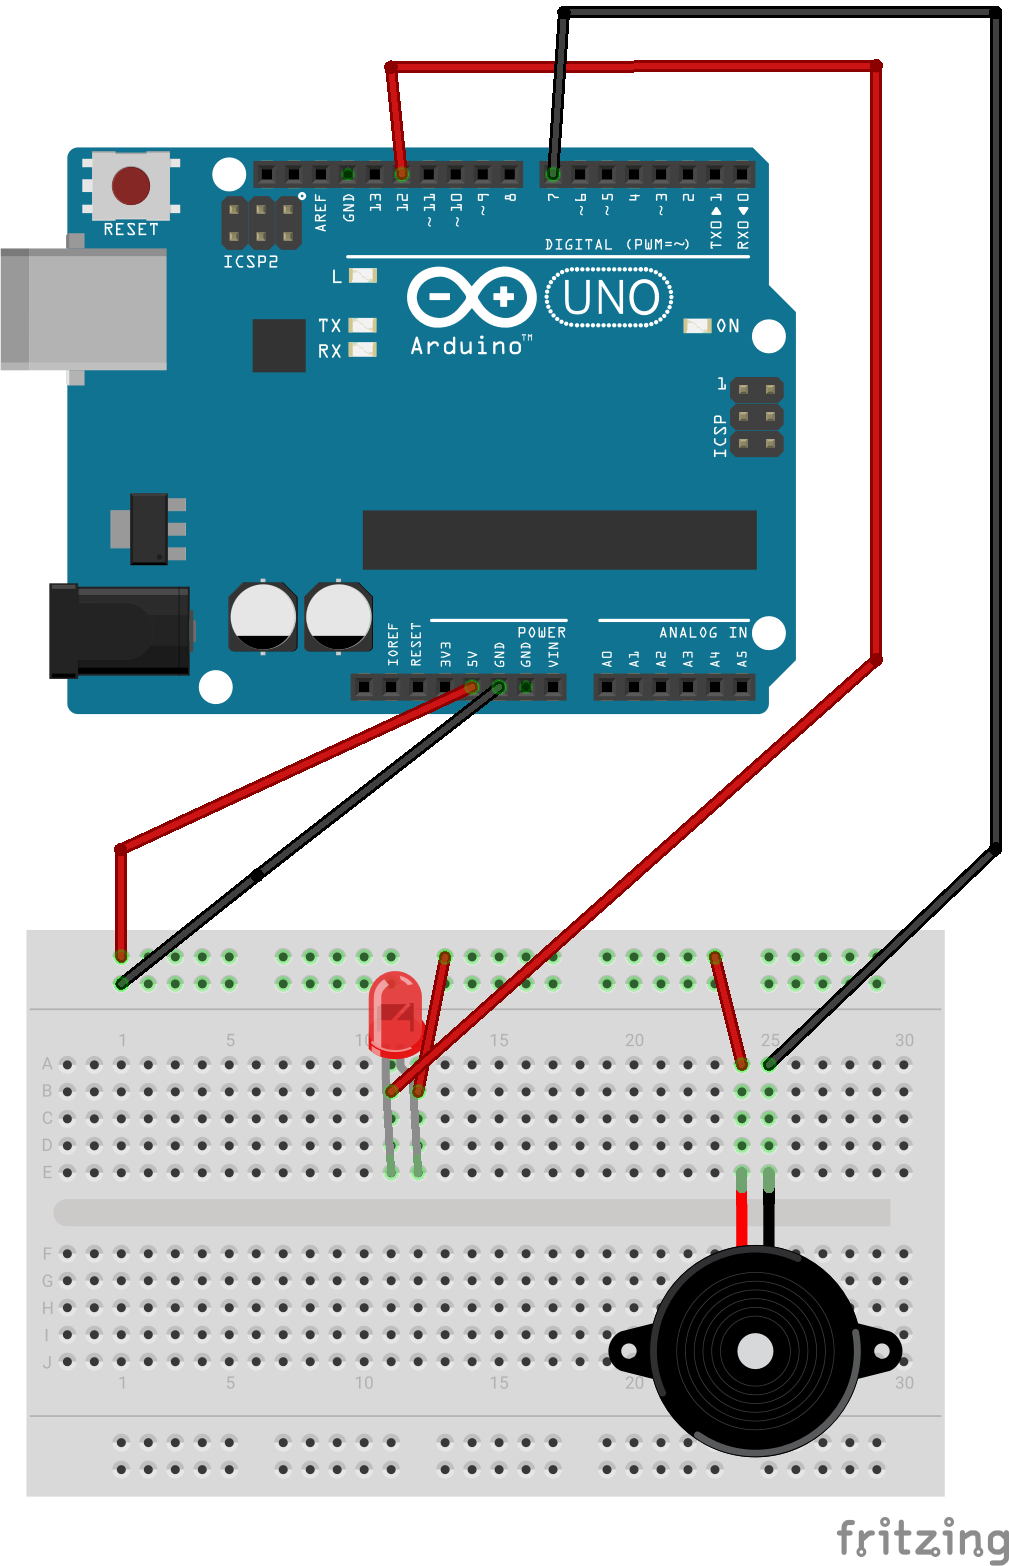 RESET
ICSP2
AREF
GND
13
12
~11
~10
~9
8
7
~6
~5
4
~3
2
TX0▶1
RX0◀0
DIGITAL (PWM=~)
L
TX
RX
UNO
Arduino™
ON
1
ICSP
IOREF
RESET
3V3
5V
GND
GND
VIN
POWER
ANALOG IN
A0
A1
A2
A3
A4
A5
1 5 10 15 20 25 30
A
B
C
D
E
F
G
H
I
J
1 5 10 15 20 30
fritzing